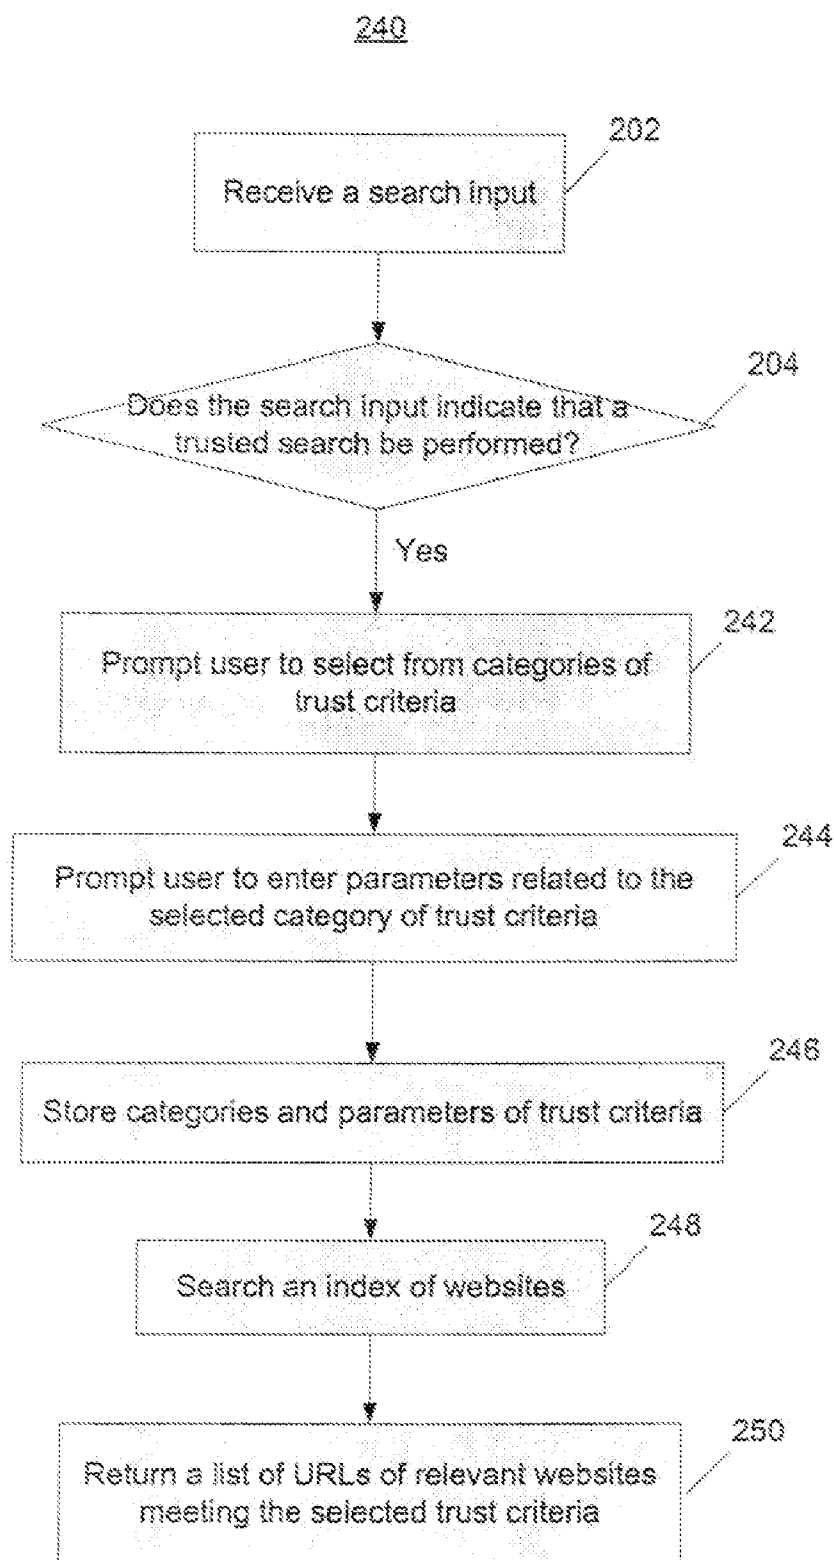 240
202
Receive a search input
204
Does the search input indicate that a
trusted search be performed?
Yes
242
Prompt user to select from categories of
trust criteria
244
Prompt user to enter parameters related to the
selected category of trust criteria
246
Store categories and parameters of trust criteria
248
Search an index of websites
250
Return a list of URLs of relevant websites
meeting the selected trust criteria